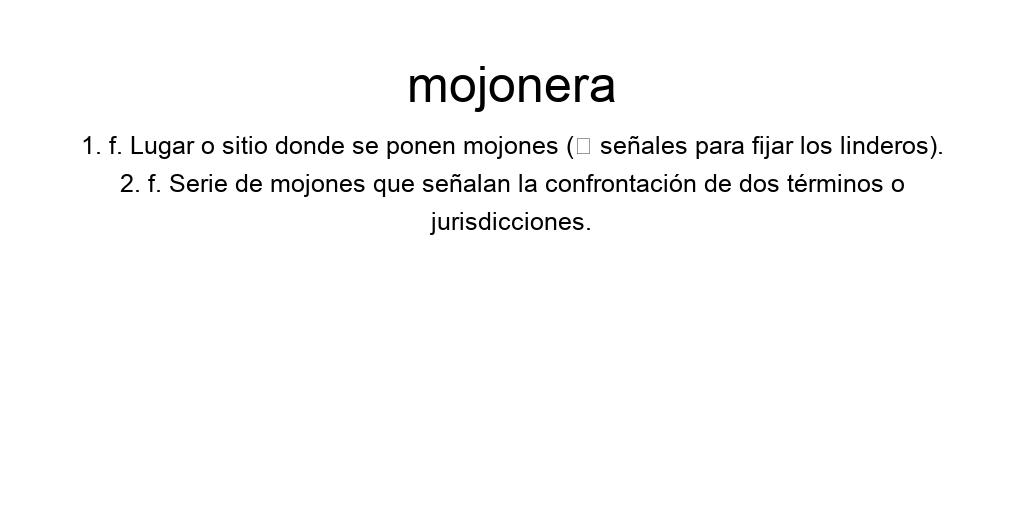 mojonera
1. f. Lugar o sitio donde se ponen mojones (□ señales para fijar los linderos).
2. f. Serie de mojones que señalan la confrontación de dos términos o
jurisdicciones.